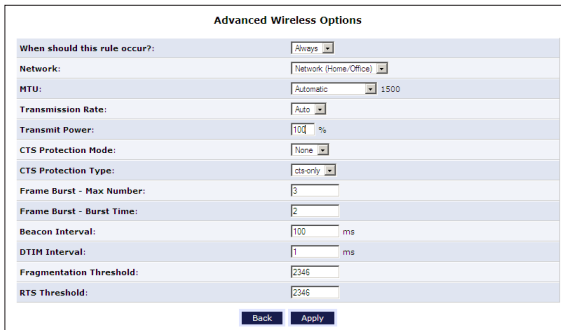 Advanced Wireless Options
When should this rule occur?: Always
Network: Network (Home/Office)
MTU: Automatic 1500
Transmission Rate: Auto
Transmit Power: 100 %
CTS Protection Mode: None
CTS Protection Type: cts-only
Frame Burst - Max Number: 3
Frame Burst - Burst Time: 2
Beacon Interval: 100 ms
DTIM Interval: 1 ms
Fragmentation Threshold: 2346
RTS Threshold: 2346
Back Apply